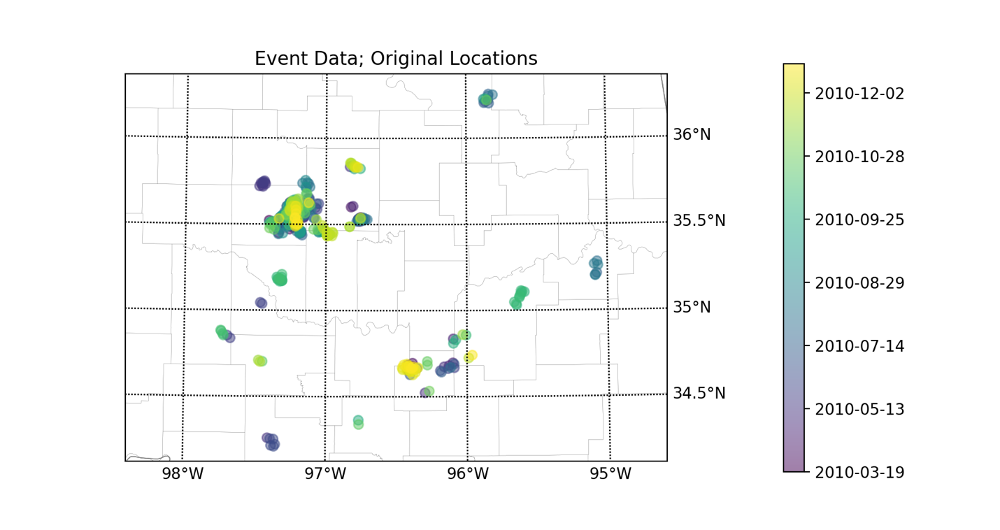 Event Data; Original Locations
36°N
35.5°N
35°N
34.5°N
98°W
97°W
96°W
95°W
2010-12-02
2010-10-28
2010-09-25
2010-08-29
2010-07-14
2010-05-13
2010-03-19